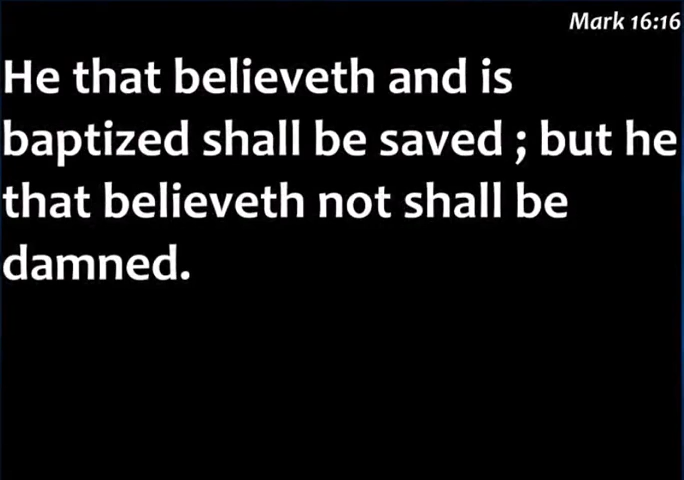 Mark 16:16
He that believeth and is
baptized shall be saved ; but he
that believeth not shall be
damned.